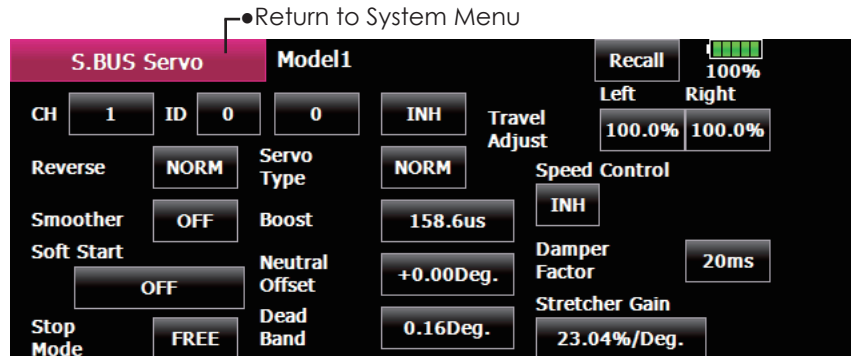 Return to System Menu
S.BUS Servo Model1 Recall 100%
Left Right
CH 1 ID 0 0 INH Travel Adjust 100.0% 100.0%
Reverse NORM Servo Type NORM Speed Control
INH
Smoother OFF Boost 158.6us
Soft Start
OFF
Neutral Offset +0.00Deg. Damper Factor 20ms
Stretcher Gain
Stop Mode FREE Dead Band 0.16Deg. 23.04%/Deg.